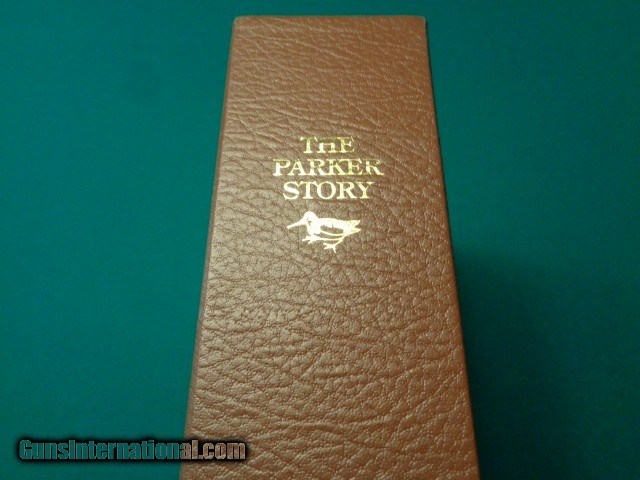 THE
PARKER
STORY
GunsInternational.com